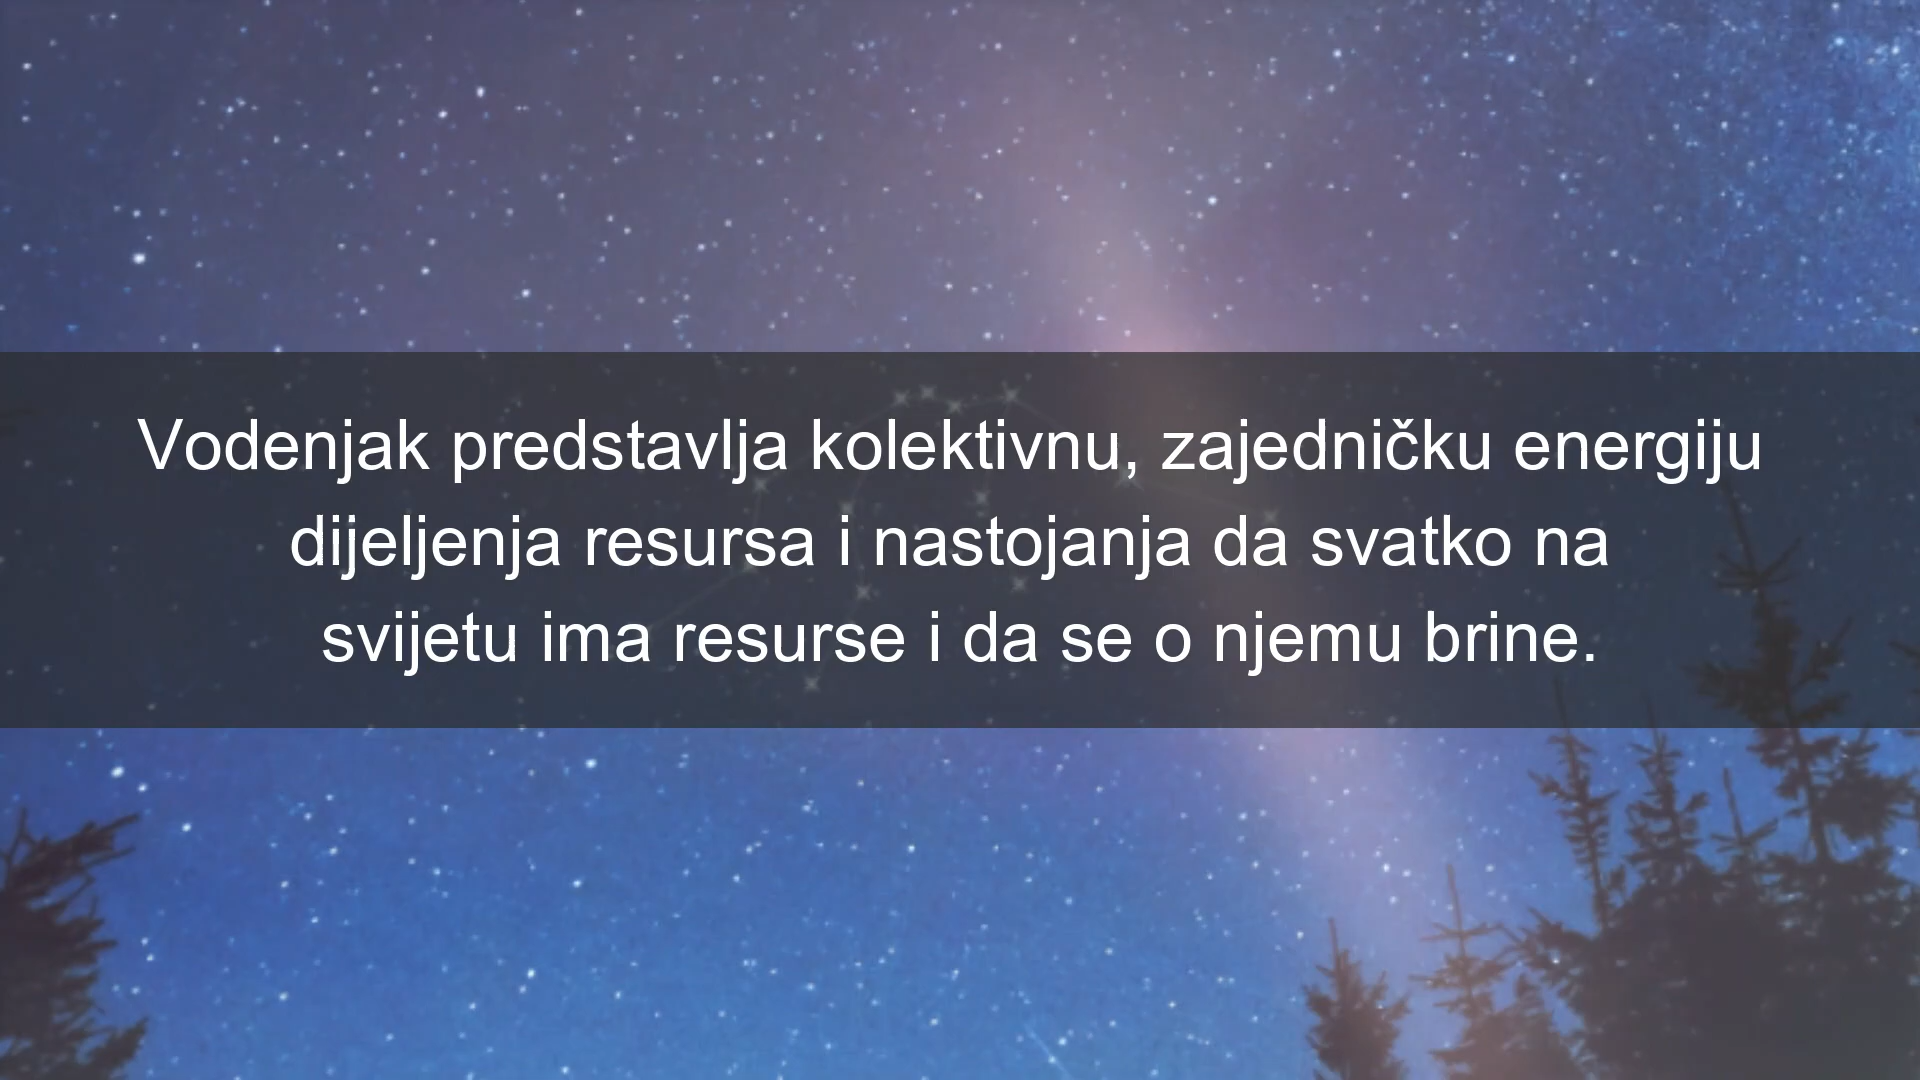 Vodenjak predstavlja kolektivnu, zajedničku energiju
dijeljenja resursa i nastojanja da svatko na
svijetu ima resurse i da se o njemu brine.